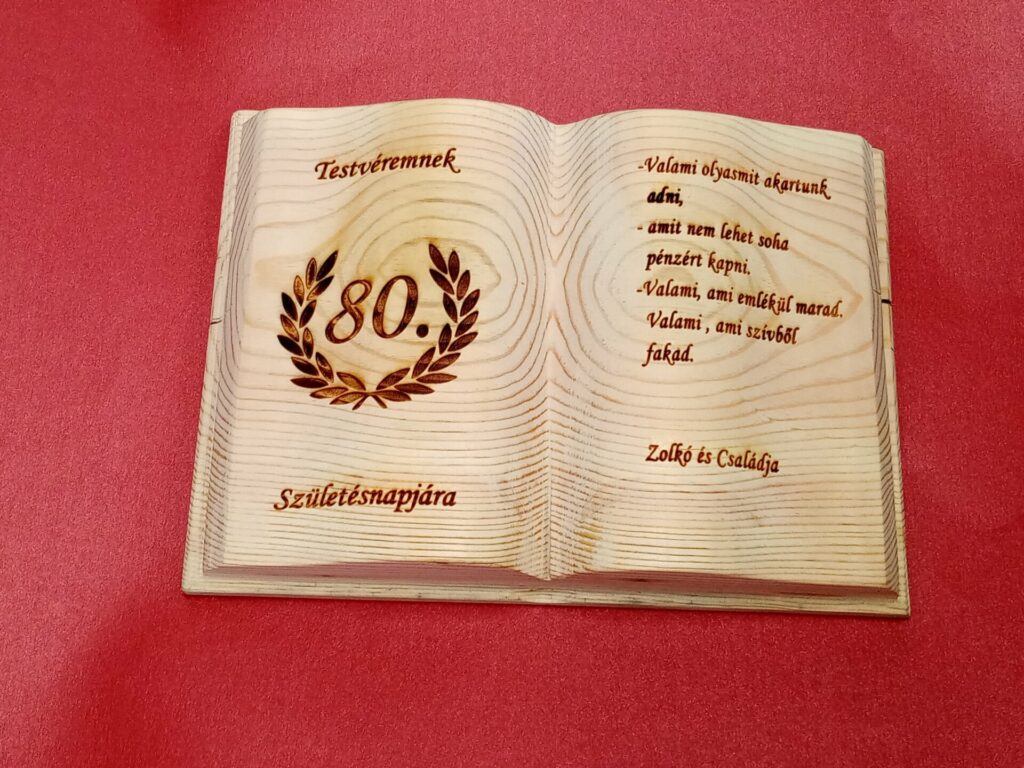 Testvéremnek
80.
Születésnapjára
-Valami olyasmit akartunk
adni,
- amit nem lehet soha
pénzért kapni.
-Valami, ami emlékül marad.
Valami , ami szívből
fakad.
Zolkó és Családja